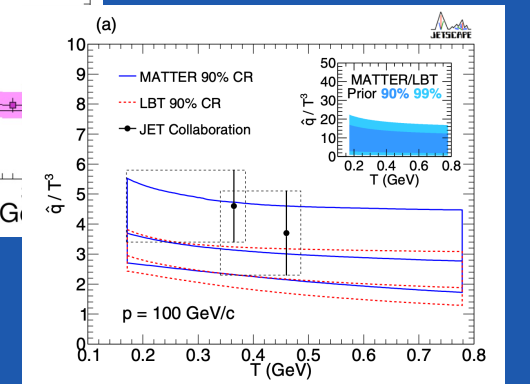 (a)
JETSCAPE
10
9
8
7
6
5
4
3
2
1
0
q̂ / T³
MATTER 90% CR
LBT 90% CR
JET Collaboration
50
40
30
20
10
0
q̂ / T³
MATTER/LBT
Prior 90% 99%
0.2 0.4 0.6 0.8
T (GeV)
p = 100 GeV/c
0.1 0.2 0.3 0.4 0.5 0.6 0.7 0.8
T (GeV)